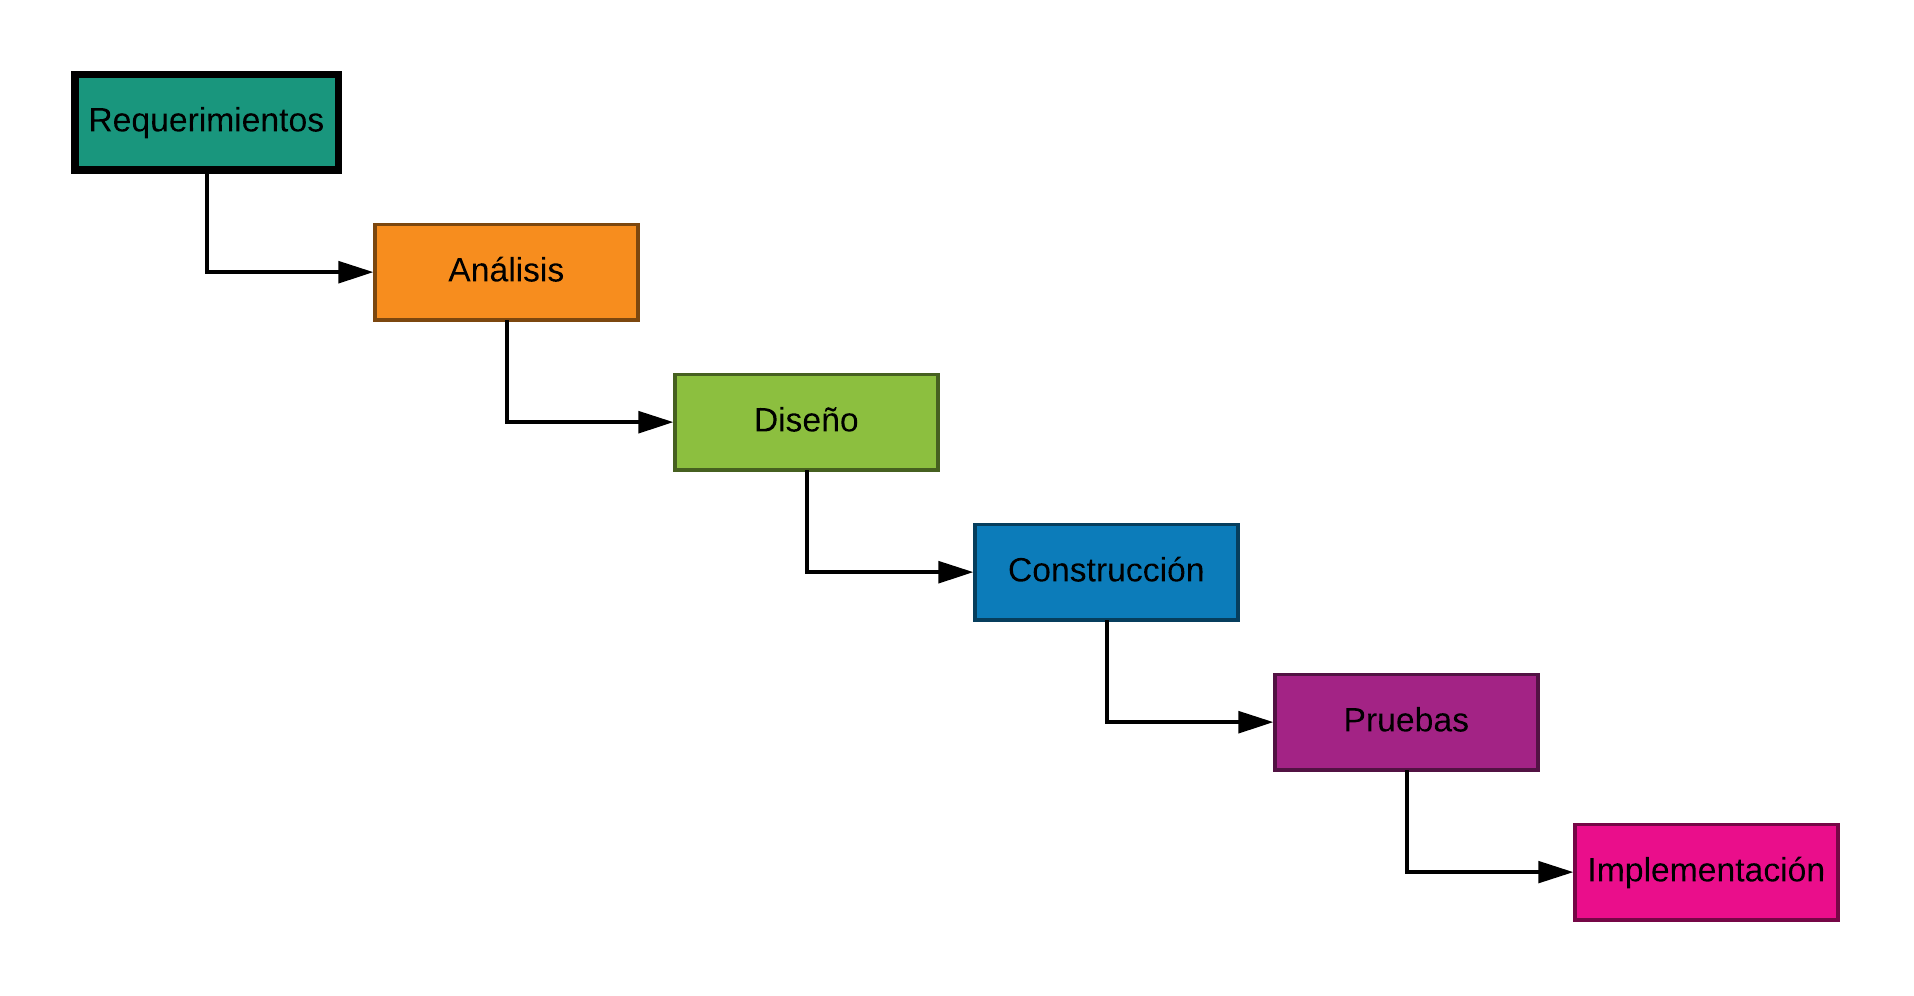 Requerimientos
Análisis
Diseño
Construcción
Pruebas
Implementación